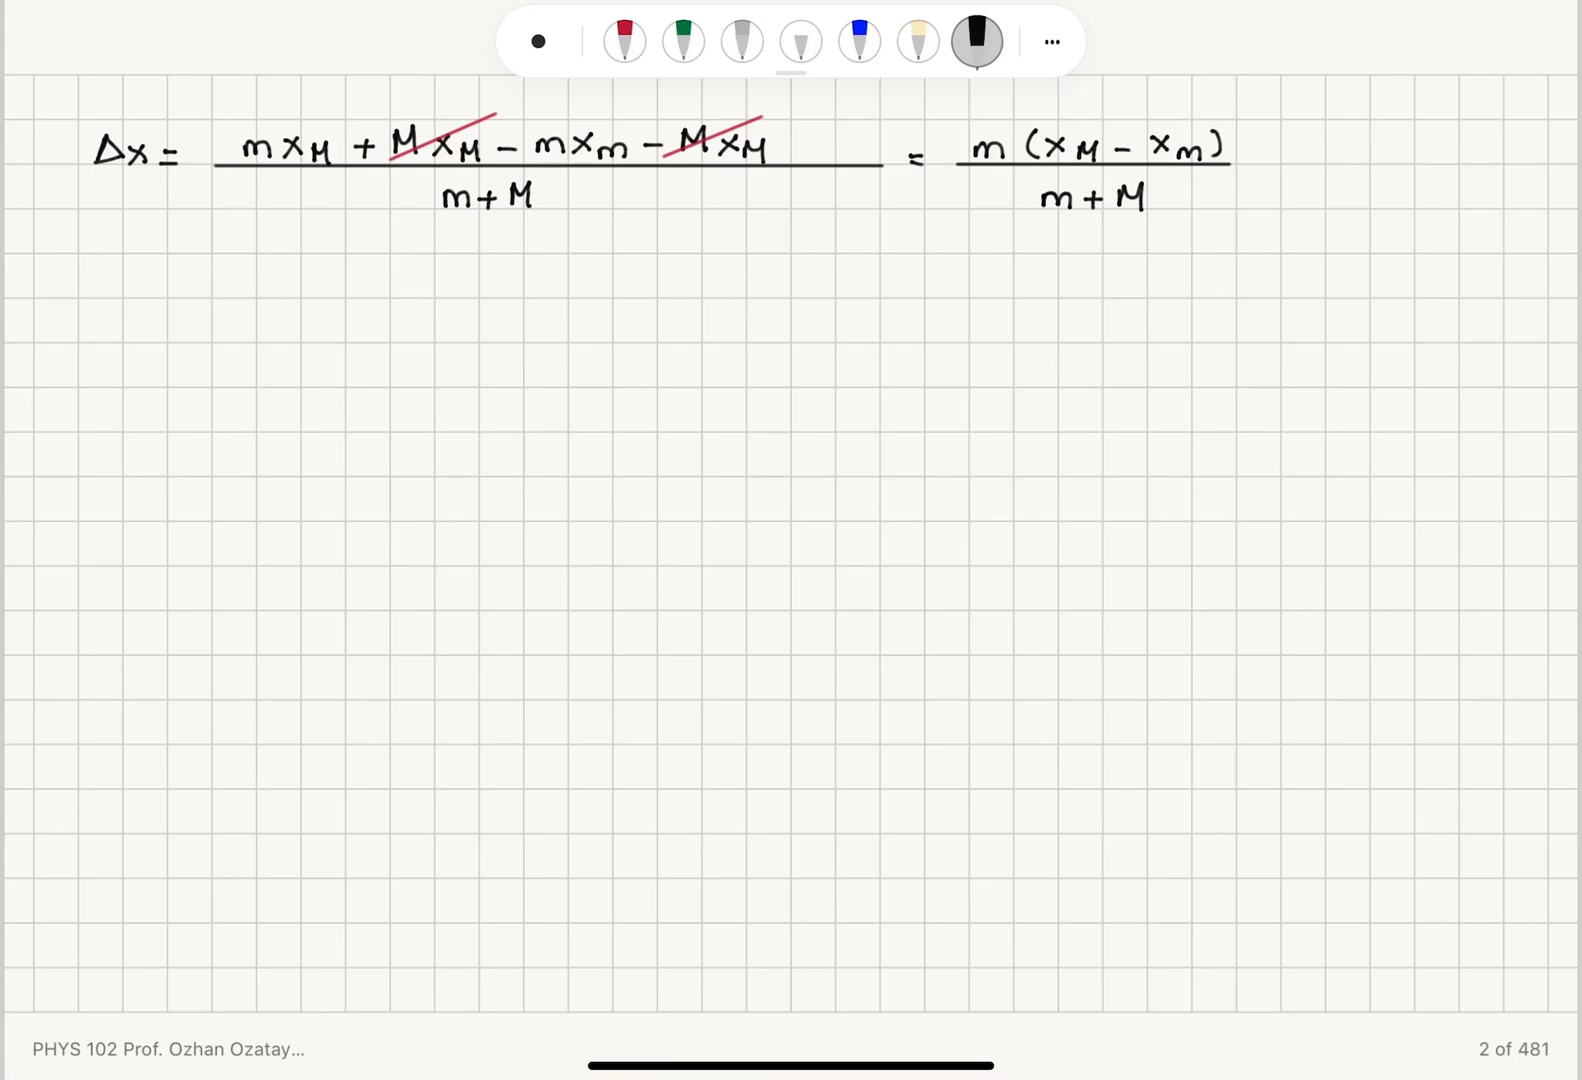 Δx = (m x_M + M x_M - m x_m - M x_M) / (m + M) = m (x_M - x_m) / (m + M)
PHYS 102 Prof. Ozhan Ozatay...
2 of 481